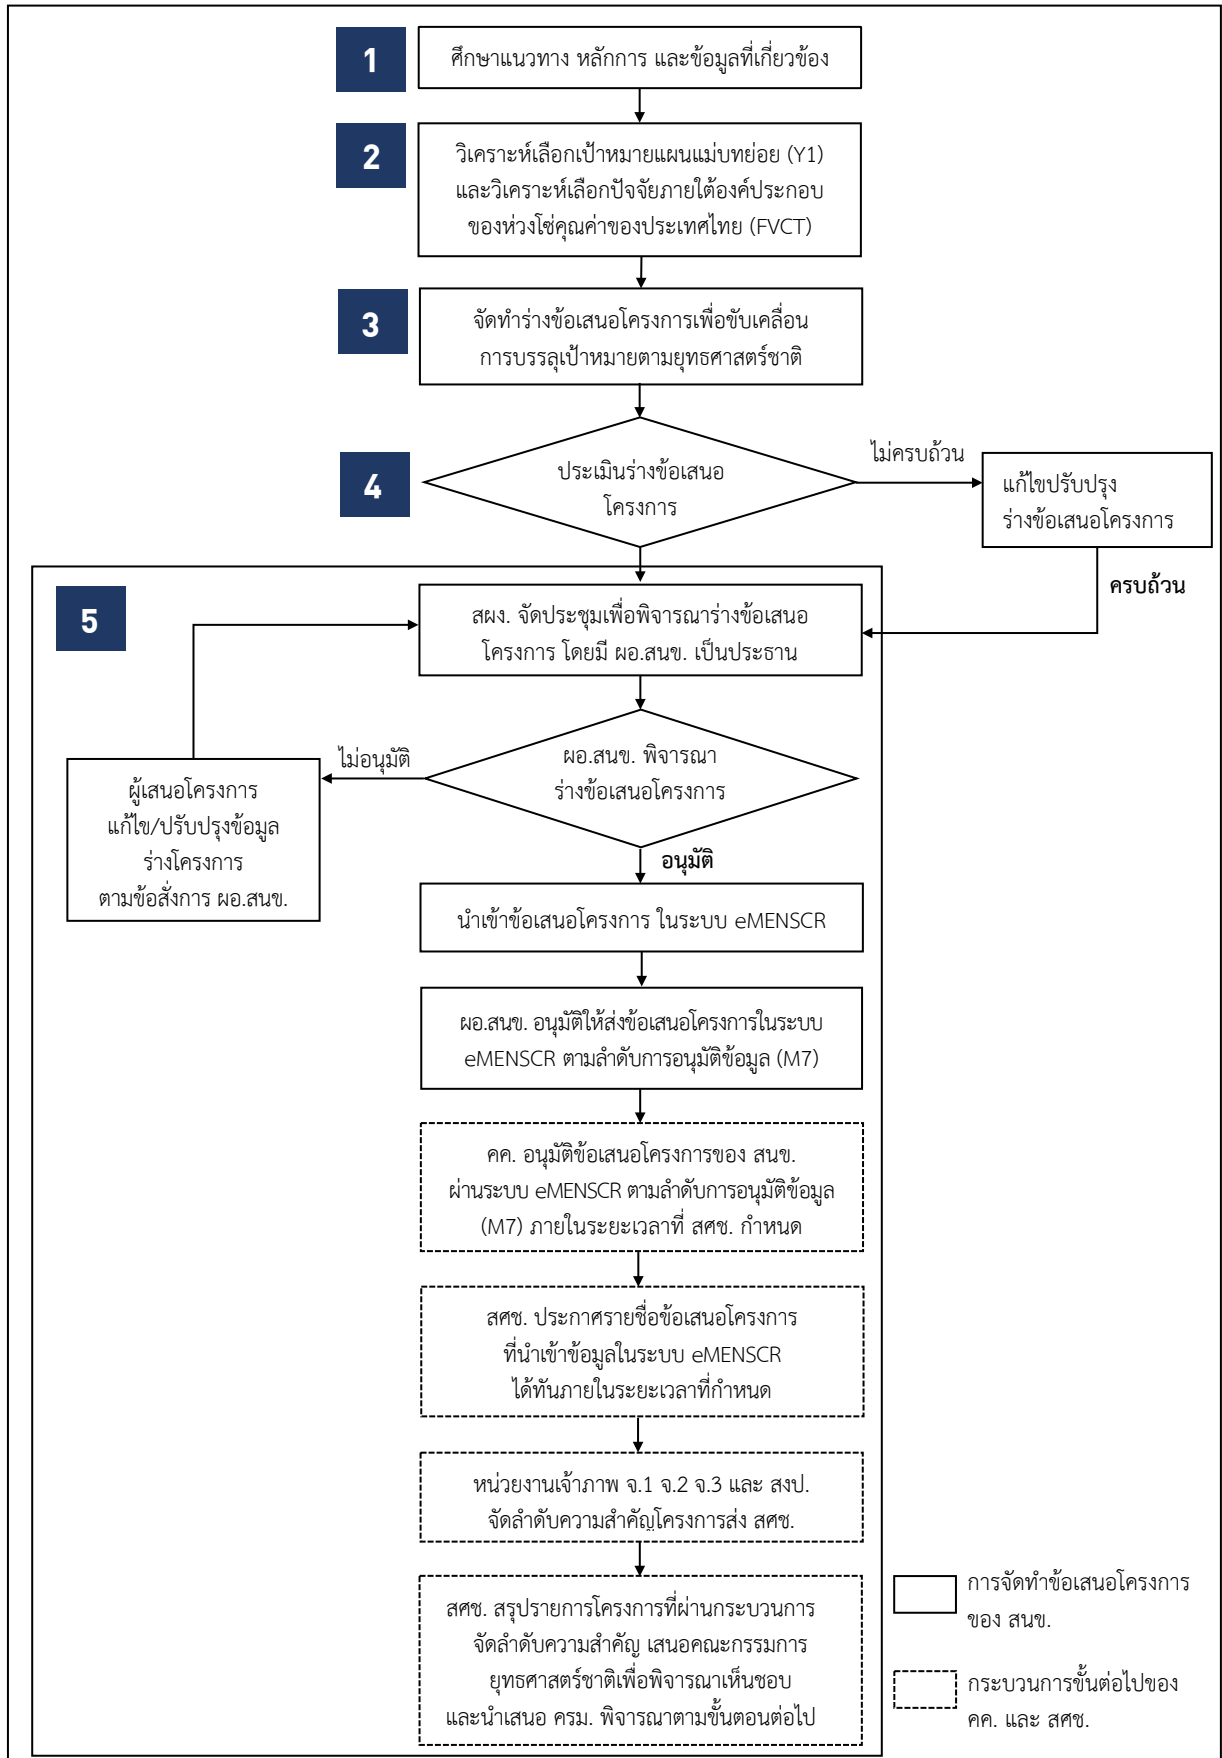 1
ศึกษาแนวทาง หลักการ และข้อมูลที่เกี่ยวข้อง
2
วิเคราะห์เลือกเป้าหมายแผนแม่บทย่อย (Y1)
และวิเคราะห์เลือกปัจจัยภายใต้องค์ประกอบ
ของห่วงโซ่คุณค่าของประเทศไทย (FVCT)
3
จัดทำร่างข้อเสนอโครงการเพื่อขับเคลื่อน
การบรรลุเป้าหมายตามยุทธศาสตร์ชาติ
4
ประเมินร่างข้อเสนอ
โครงการ
ไม่ครบถ้วน
แก้ไขปรับปรุง
ร่างข้อเสนอโครงการ
ครบถ้วน
5
สผง. จัดประชุมเพื่อพิจารณาร่างข้อเสนอ
โครงการ โดยมี ผอ.สนข. เป็นประธาน
ผอ.สนข. พิจารณา
ร่างข้อเสนอโครงการ
ไม่อนุมัติ
ผู้เสนอโครงการ
แก้ไข/ปรับปรุงข้อมูล
ร่างโครงการ
ตามข้อสั่งการ ผอ.สนข.
อนุมัติ
นำเข้าข้อเสนอโครงการ ในระบบ eMENSCR
ผอ.สนข. อนุมัติให้ส่งข้อเสนอโครงการในระบบ
eMENSCR ตามลำดับการอนุมัติข้อมูล (M7)
คค. อนุมัติข้อเสนอโครงการของ สนข.
ผ่านระบบ eMENSCR ตามลำดับการอนุมัติข้อมูล
(M7) ภายในระยะเวลาที่ สศช. กำหนด
สศช. ประกาศรายชื่อข้อเสนอโครงการ
ที่นำเข้าข้อมูลในระบบ eMENSCR
ได้ทันภายในระยะเวลาที่กำหนด
หน่วยงานเจ้าภาพ จ.1 จ.2 จ.3 และ สงป.
จัดลำดับความสำคัญโครงการส่ง สศช.
สศช. สรุปรายการโครงการที่ผ่านกระบวนการ
จัดลำดับความสำคัญ เสนอคณะกรรมการ
ยุทธศาสตร์ชาติเพื่อพิจารณาเห็นชอบ
และนำเสนอ ครม. พิจารณาตามขั้นตอนต่อไป
การจัดทำข้อเสนอโครงการ
ของ สนข.
กระบวนการขั้นต่อไปของ
คค. และ สศช.